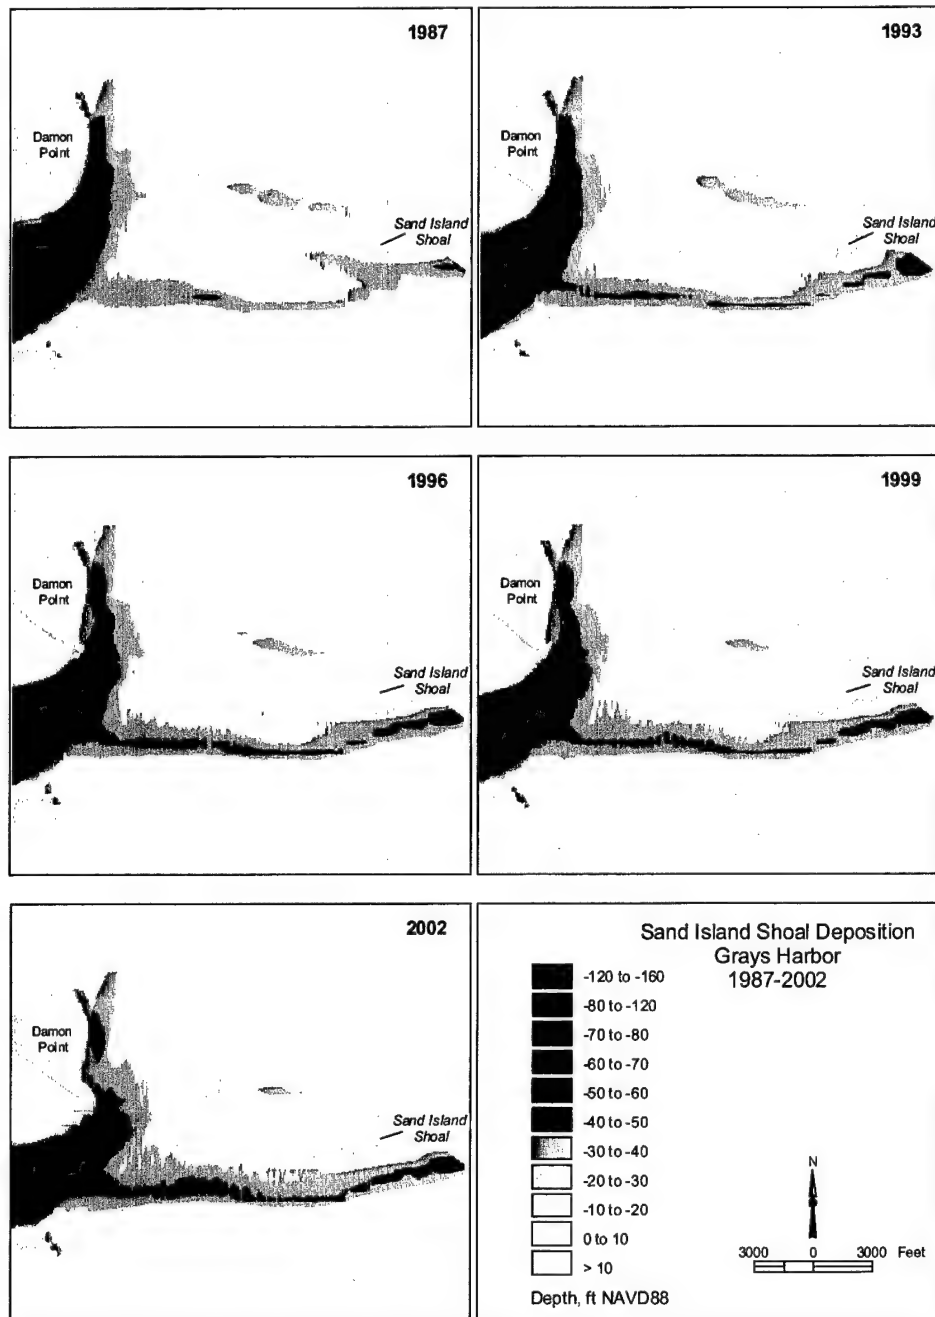 1987
Damon
Point
Sand Island
Shoal
1993
Damon
Point
Sand Island
Shoal
1996
Damon
Point
Sand Island
Shoal
1999
Damon
Point
Sand Island
Shoal
2002
Damon
Point
Sand Island
Shoal
Sand Island Shoal Deposition
Grays Harbor
1987-2002
-120 to -160
-80 to -120
-70 to -80
-60 to -70
-50 to -60
-40 to -50
-30 to -40
-20 to -30
-10 to -20
0 to 10
> 10
Depth, ft NAVD88
N
3000 0 3000 Feet